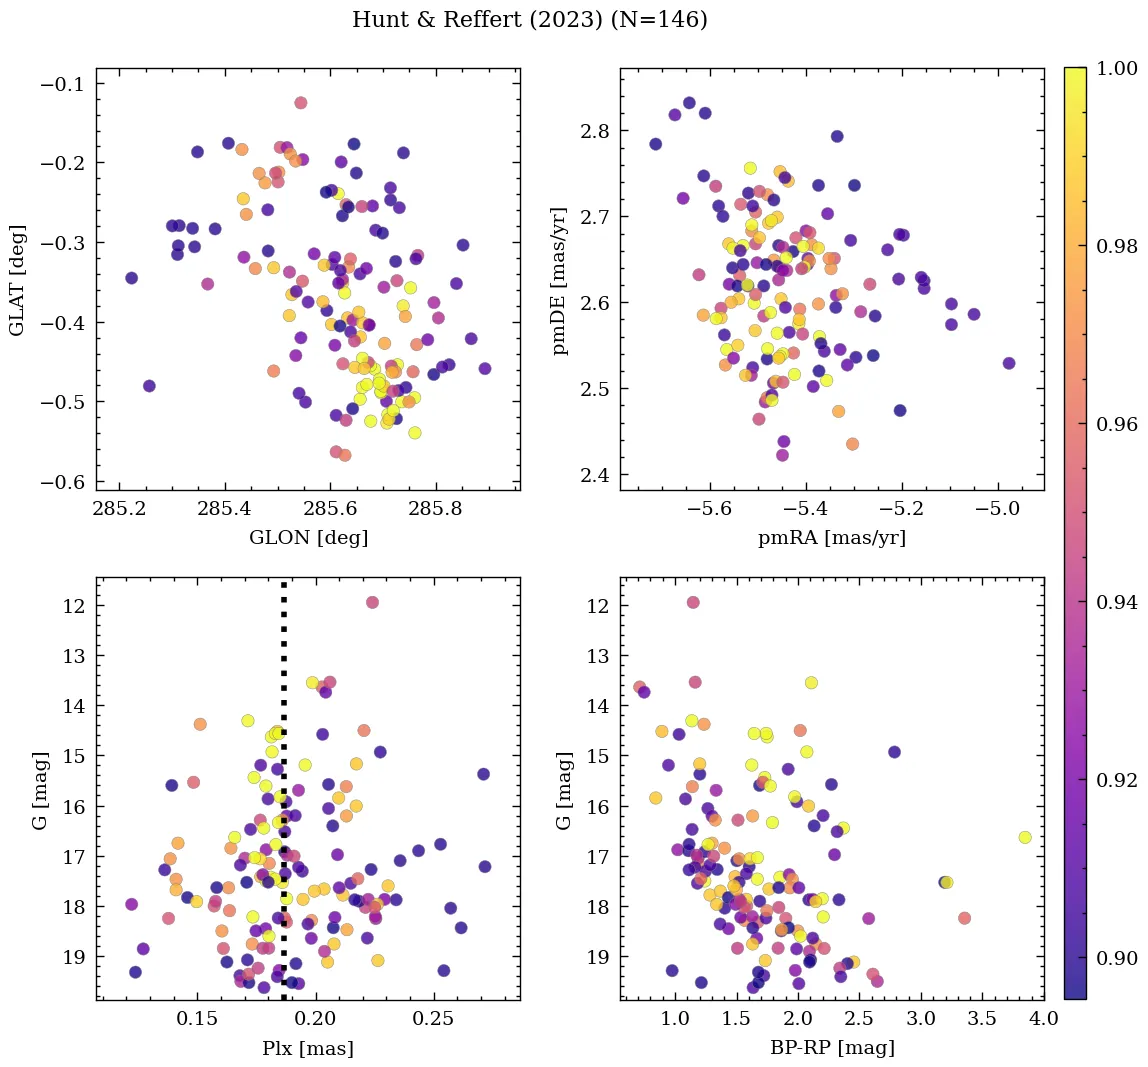 Hunt & Reffert (2023) (N=146)
−0.1
−0.2
−0.3
−0.4
−0.5
−0.6
GLAT [deg]
285.2 285.4 285.6 285.8
GLON [deg]
2.8
2.7
2.6
2.5
2.4
pmDE [mas/yr]
−5.6 −5.4 −5.2 −5.0
pmRA [mas/yr]
12
13
14
15
16
17
18
19
G [mag]
0.15 0.20 0.25
Plx [mas]
12
13
14
15
16
17
18
19
G [mag]
1.0 1.5 2.0 2.5 3.0 3.5 4.0
BP-RP [mag]
1.00
0.98
0.96
0.94
0.92
0.90